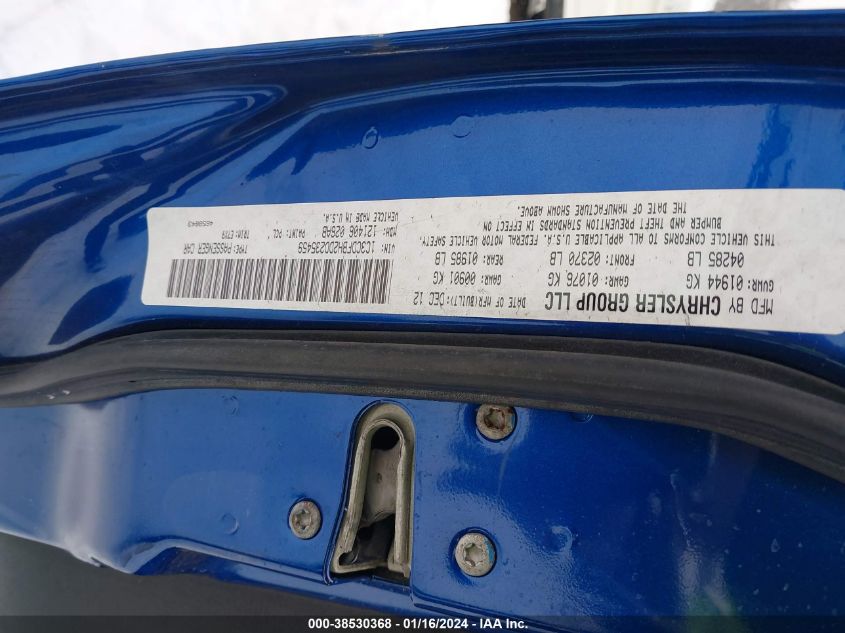 MFD BY CHRYSLER GROUP LLC DATE OF MFR(BUILT): DEC 12
GVWR: 01944 KG GAWR: 01076 KG GAWR: 00901 KG
04285 LB FRONT: 02370 LB REAR: 01985 LB
THIS VEHICLE CONFORMS TO ALL APPLICABLE U.S.A. FEDERAL MOTOR VEHICLE SAFETY,
BUMPER AND THEFT PREVENTION STANDARDS IN EFFECT ON
THE DATE OF MANUFACTURE SHOWN ABOVE.
TYPE: PASSENGER CAR
VIN: 1C3CDFBH2DD236459
MDH: 121406 028AB PAINT: PCL TRIM: E7X9
VEHICLE MADE IN U.S.A. 4650843
000-38530368 - 01/16/2024 - IAA Inc.